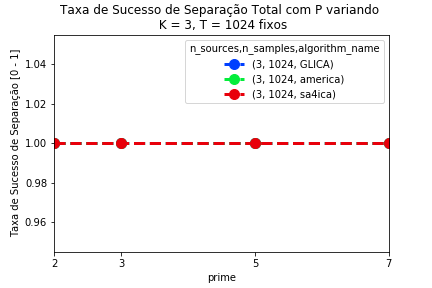 Taxa de Sucesso de Separação Total com P variando
K = 3, T = 1024 fixos
n_sources,n_samples,algorithm_name
(3, 1024, GLICA)
(3, 1024, america)
(3, 1024, sa4ica)
Taxa de Sucesso de Separação [0 - 1]
1.04
1.02
1.00
0.98
0.96
2
3
5
7
prime